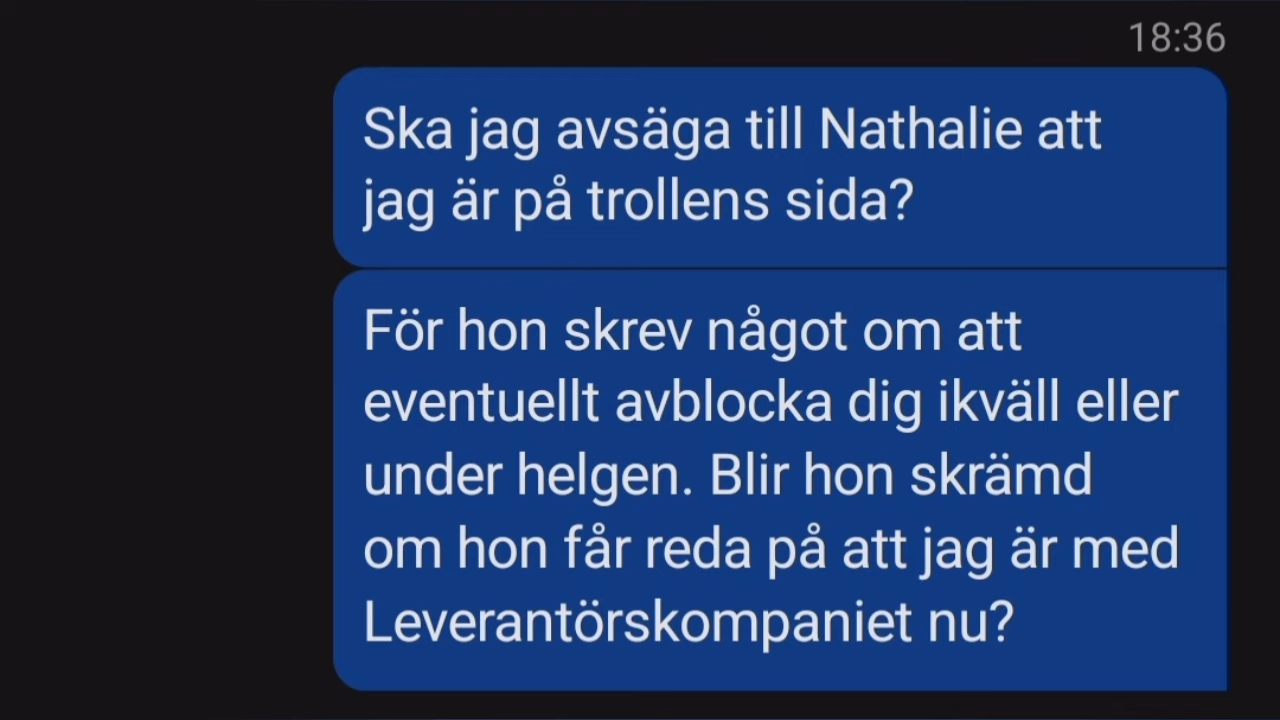 18:36
Ska jag avsäga till Nathalie att
jag är på trollens sida?
För hon skrev något om att
eventuellt avblocka dig ikväll eller
under helgen. Blir hon skrämd
om hon får reda på att jag är med
Leverantörskompaniet nu?